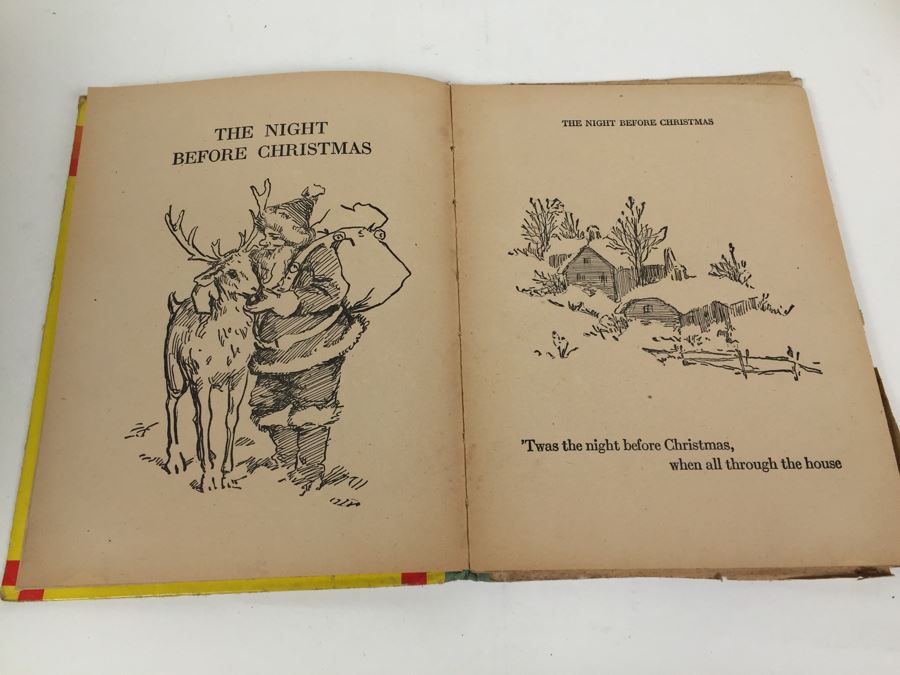 THE NIGHT
BEFORE CHRISTMAS
THE NIGHT BEFORE CHRISTMAS
'Twas the night before Christmas,
when all through the house